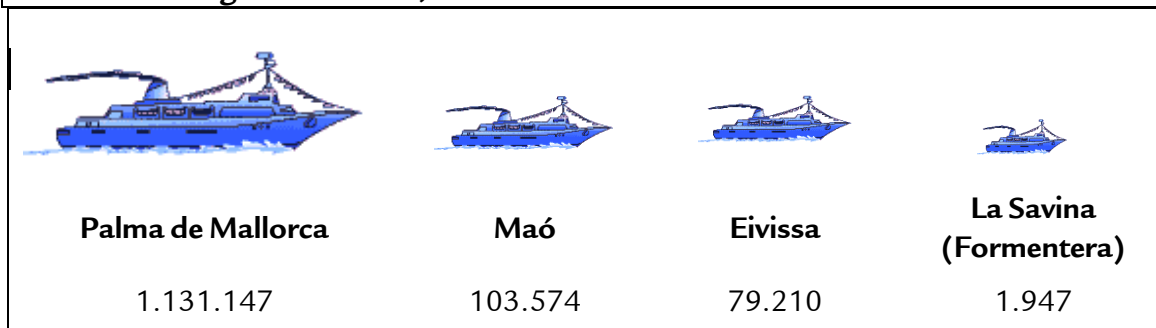 Palma de Mallorca
Maó
Eivissa
La Savina
(Formentera)
1.131.147
103.574
79.210
1.947